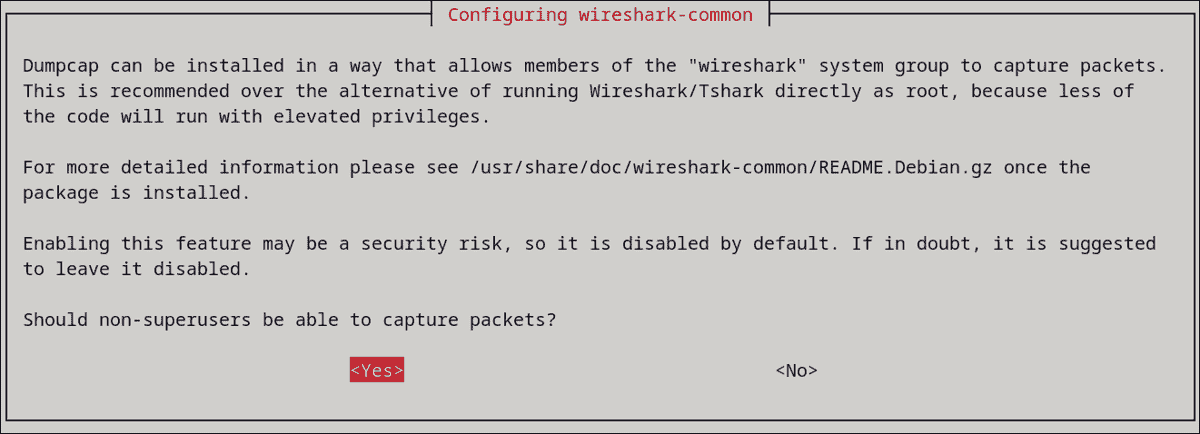 Configuring wireshark-common
Dumpcap can be installed in a way that allows members of the "wireshark" system group to capture packets.
This is recommended over the alternative of running Wireshark/Tshark directly as root, because less of
the code will run with elevated privileges.
For more detailed information please see /usr/share/doc/wireshark-common/README.Debian.gz once the
package is installed.
Enabling this feature may be a security risk, so it is disabled by default. If in doubt, it is suggested
to leave it disabled.
Should non-superusers be able to capture packets?
<Yes> <No>